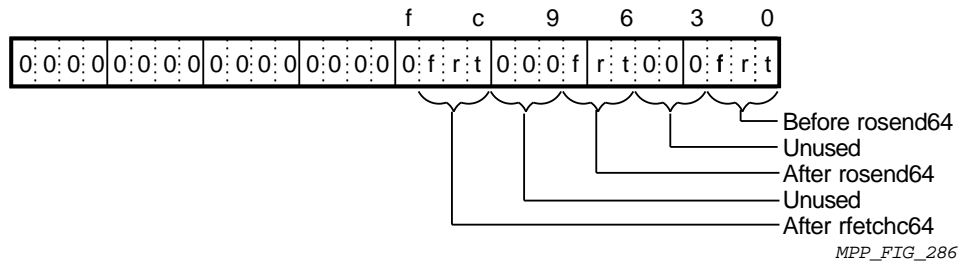 f c 9 6 3 0
0 0 0 0 0 0 0 0 0 0 0 0 0 0 0 0 0 f r t 0 0 0 f r t 0 0 0 f r t
Before rosend64
Unused
After rosend64
Unused
After rfetchc64
MPP_FIG_286